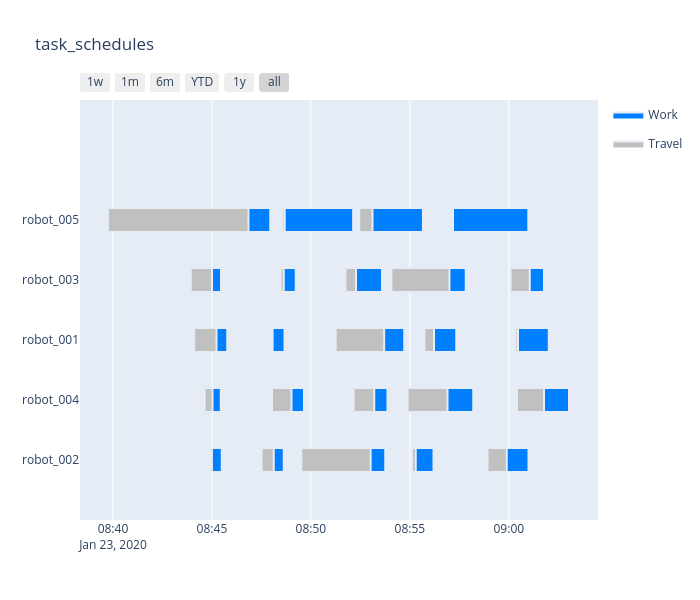 task_schedules
1w 1m 6m YTD 1y all
Work
Travel
robot_005
robot_003
robot_001
robot_004
robot_002
08:40 08:45 08:50 08:55 09:00
Jan 23, 2020